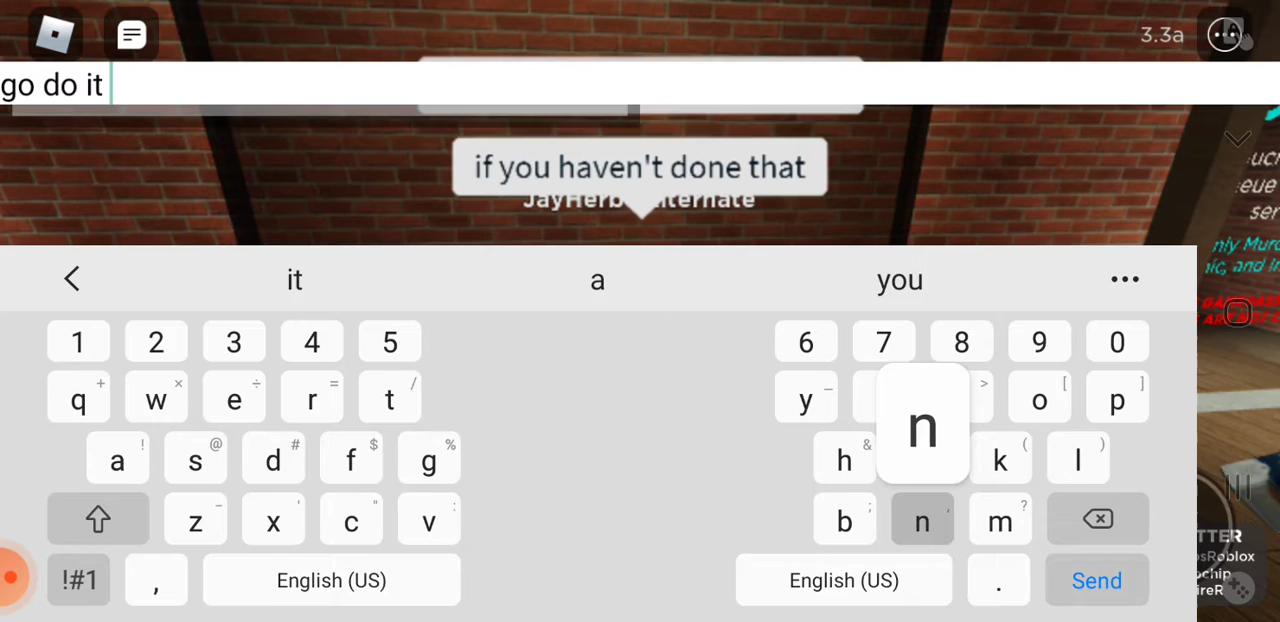 3.3a
go do it
if you haven't done that
it a you
1 2 3 4 5 6 7 8 9 0
q + w × e ÷ r = t / y _ > o [ p ]
a ! s @ d # f $ g % h & n k ( l )
z - x ' c " v : b ; n , m ?
!#1 , English (US) English (US) . Send